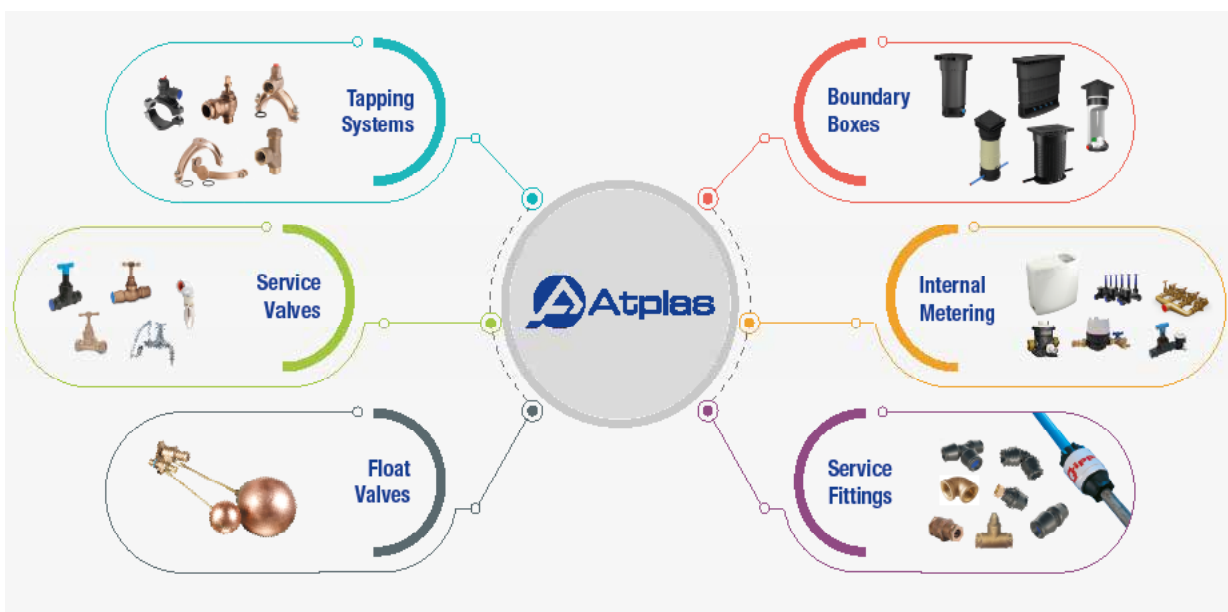 Tapping
Systems
Boundary
Boxes
Service
Valves
Atplas
Internal
Metering
Float
Valves
Service
Fittings